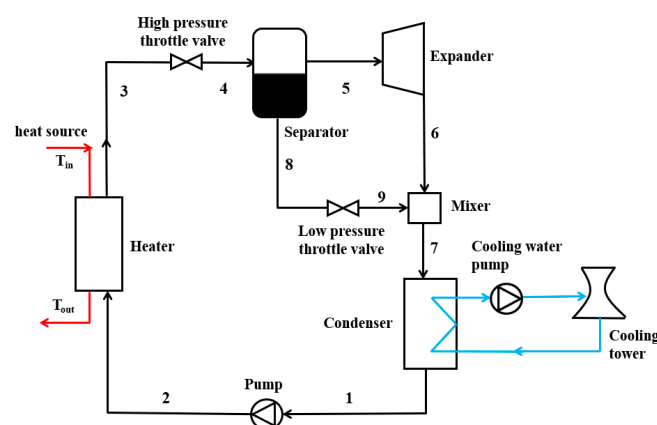 High pressure
throttle valve
3
4
5
Expander
heat source
T_in
Separator
6
8
9
Mixer
Low pressure
throttle valve
7
Cooling water
pump
Heater
T_out
Condenser
Cooling
tower
Pump
2
1